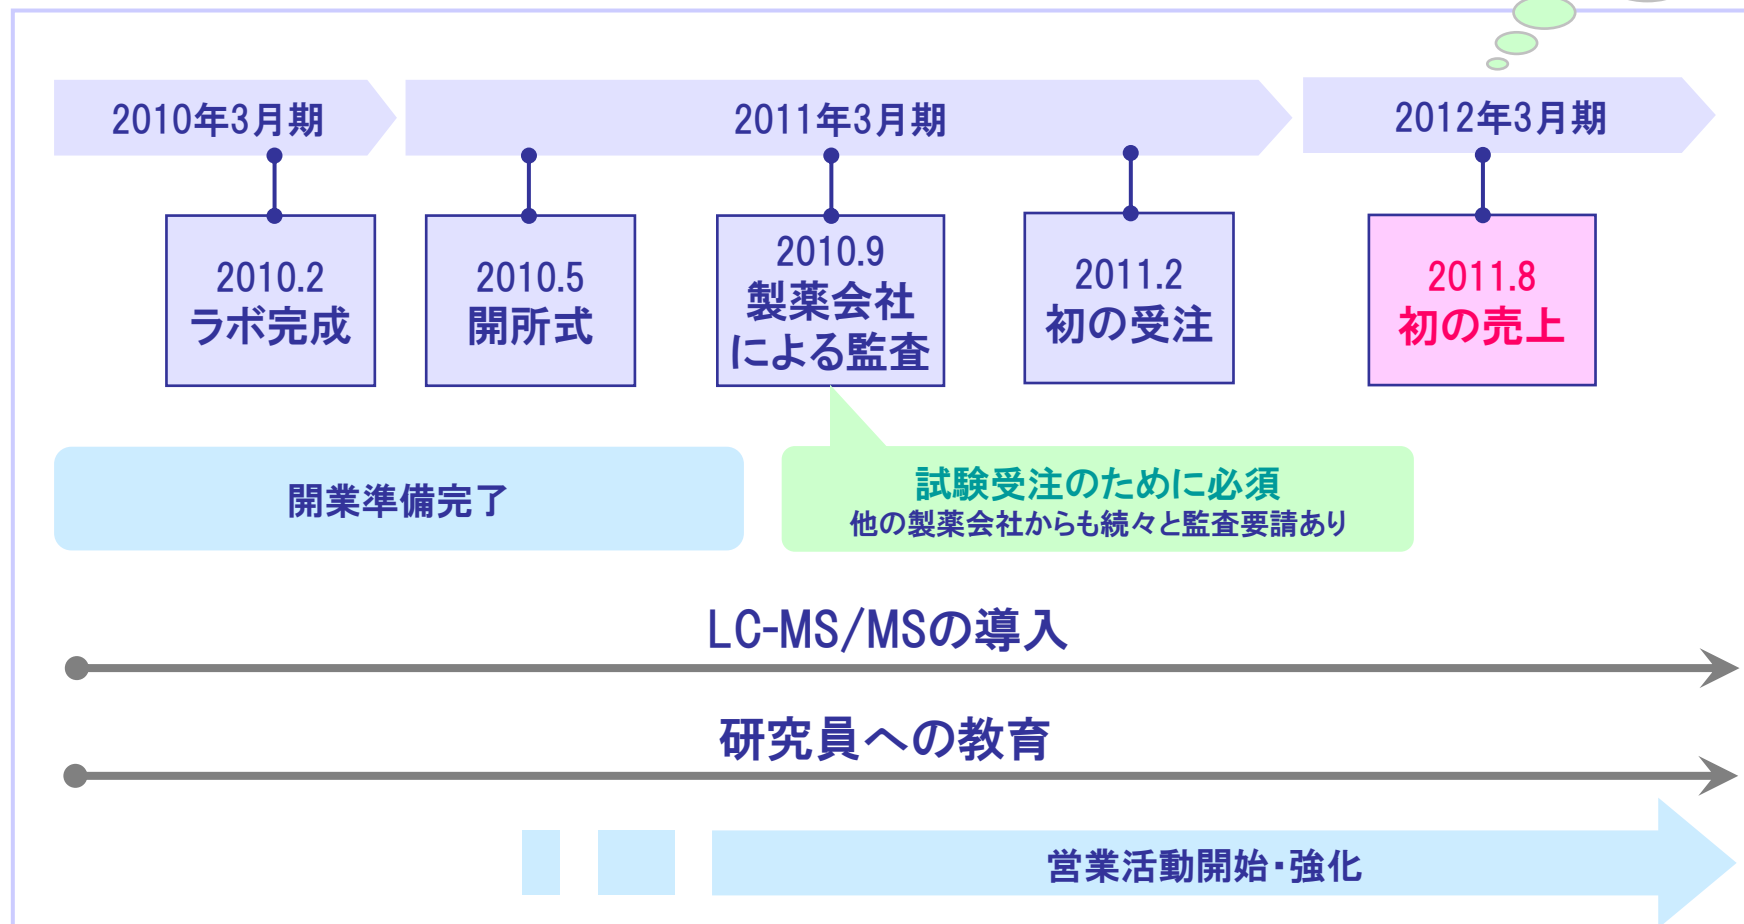 2010年3月期
2011年3月期
2012年3月期
2010.2
ラボ完成
2010.5
開所式
2010.9
製薬会社
による監査
2011.2
初の受注
2011.8
初の売上
開業準備完了
試験受注のために必須
他の製薬会社からも続々と監査要請あり
LC-MS/MSの導入
研究員への教育
営業活動開始・強化